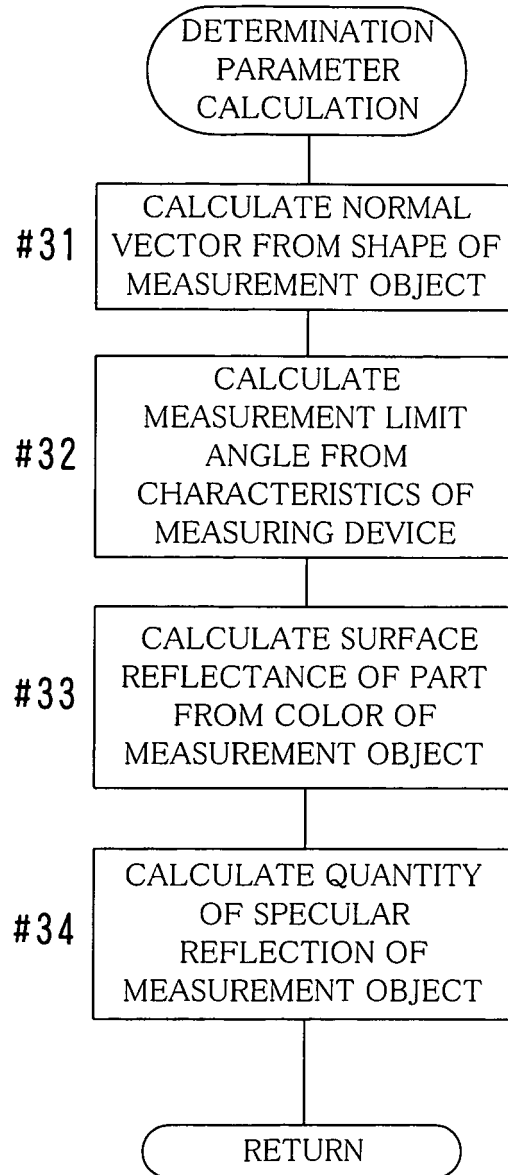 DETERMINATION
PARAMETER
CALCULATION
#31
CALCULATE NORMAL
VECTOR FROM SHAPE OF
MEASUREMENT OBJECT
#32
CALCULATE
MEASUREMENT LIMIT
ANGLE FROM
CHARACTERISTICS OF
MEASURING DEVICE
#33
CALCULATE SURFACE
REFLECTANCE OF PART
FROM COLOR OF
MEASUREMENT OBJECT
#34
CALCULATE QUANTITY
OF SPECULAR
REFLECTION OF
MEASUREMENT OBJECT
RETURN